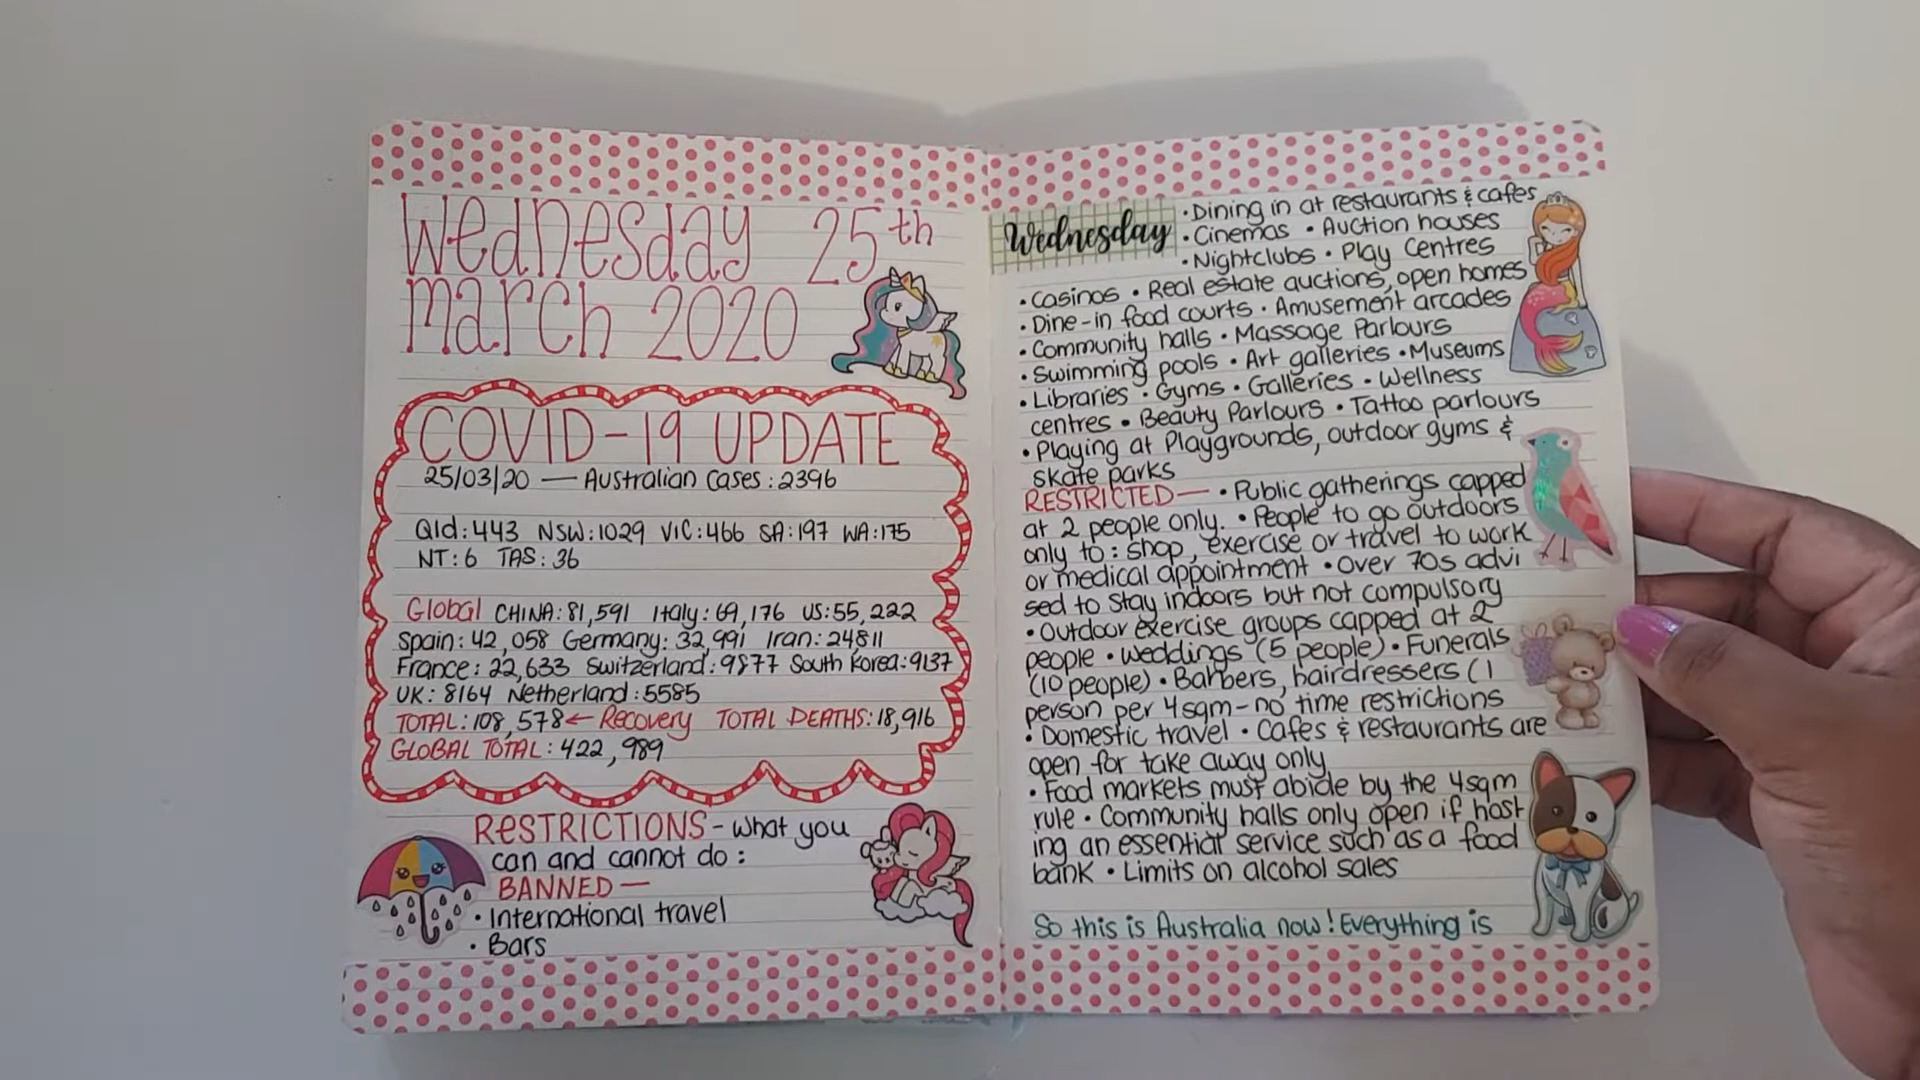 Wednesday 25th
March 2020
COVID-19 UPDATE
25/03/20 — Australian Cases: 2396
Qld: 443 NSW: 1029 VIC: 466 SA: 197 WA: 175
NT: 6 TAS: 36
Global CHINA: 81,591 Italy: 69,176 US: 55,222
Spain: 42,058 Germany: 32,991 Iran: 24811
France: 22,633 Switzerland: 9877 South Korea: 9137
UK: 8164 Netherland: 5585
TOTAL: 108,578 ← Recovery TOTAL DEATHS: 18,916
GLOBAL TOTAL: 422,989
RESTRICTIONS - what you
can and cannot do:
BANNED —
• International travel
• Bars
Wednesday
• Dining in at restaurants & cafes
• Cinemas • Auction houses
• Nightclubs • Play Centres
• Casinos • Real estate auctions, open homes
• Dine-in food courts • Amusement arcades
• Community halls • Massage Parlours
• Swimming pools • Art galleries • Museums
• Libraries • Gyms • Galleries • Wellness
centres • Beauty Parlours • Tattoo parlours
• Playing at Playgrounds, outdoor gyms &
skate parks
RESTRICTED — • Public gatherings capped
at 2 people only. • People to go outdoors
only to: shop, exercise or travel to work
or medical appointment • Over 70s advi
sed to stay indoors but not compulsory
• Outdoor exercise groups capped at 2
people • Weddings (5 people) • Funerals
(10 people) • Barbers, hairdressers (1
person per 4sqm - no time restrictions
• Domestic travel • Cafes & restaurants are
open for take away only
• Food markets must abide by the 4sqm
rule • Community halls only open if host
ing an essential service such as a food
bank • Limits on alcohol sales
So this is Australia now! Everything is